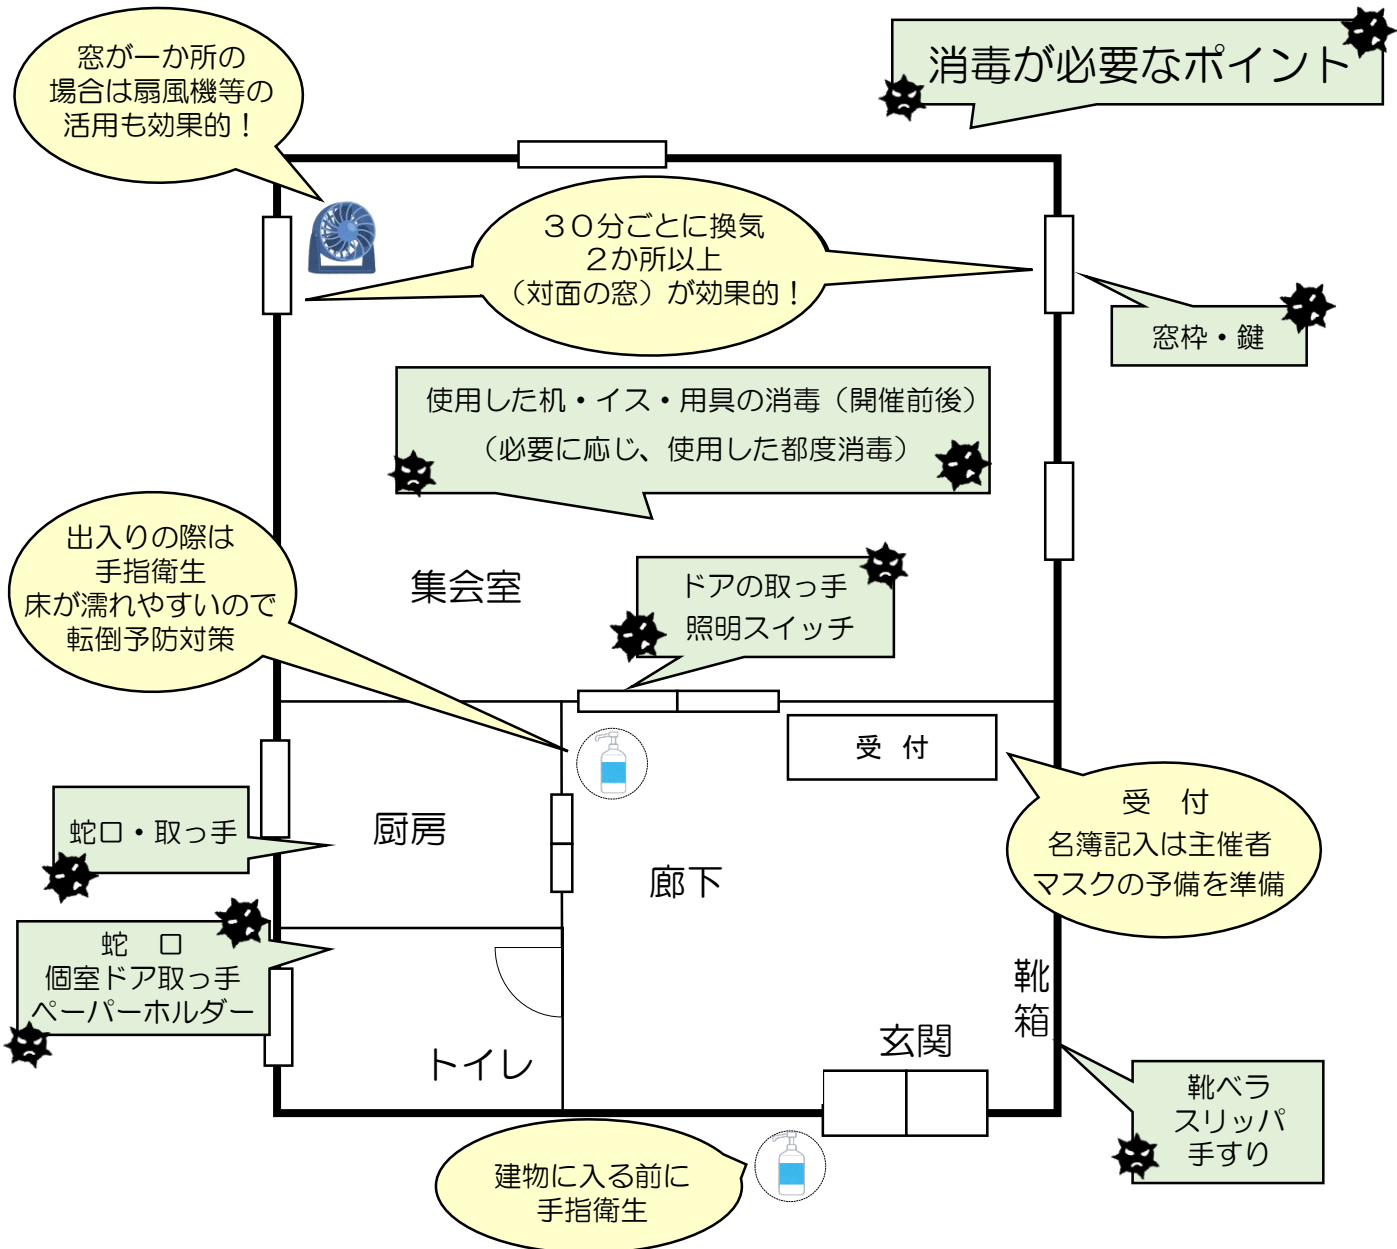 消毒が必要なポイント
窓が一か所の
場合は扇風機等の
活用も効果的！
３０分ごとに換気
２か所以上
（対面の窓）が効果的！
窓枠・鍵
使用した机・イス・用具の消毒（開催前後）
（必要に応じ、使用した都度消毒）
出入りの際は
手指衛生
床が濡れやすいので
転倒予防対策
集会室
ドアの取っ手
照明スイッチ
受 付
受　付
名簿記入は主催者
マスクの予備を準備
蛇口・取っ手
厨房
廊下
蛇　口
個室ドア取っ手
ペーパーホルダー
トイレ
玄関
靴
箱
靴ベラ
スリッパ
手すり
建物に入る前に
手指衛生